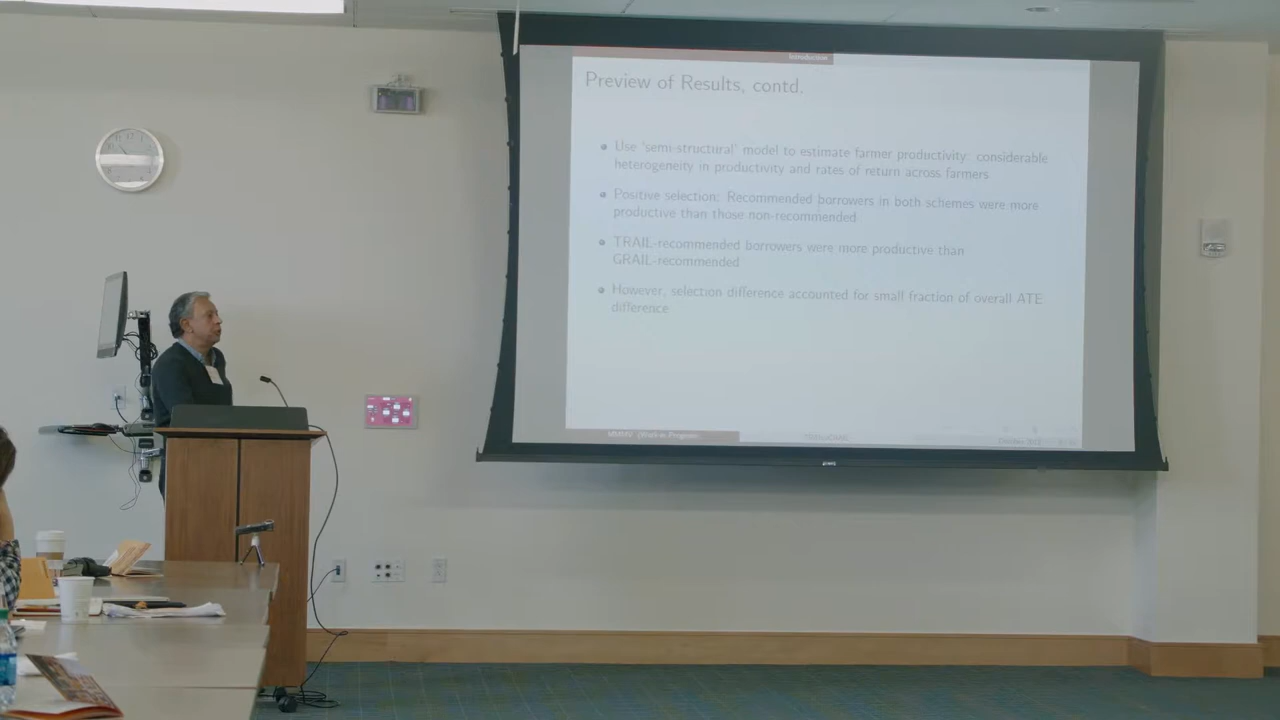 Introduction
Preview of Results, contd.
Use 'semi-structural' model to estimate farmer productivity: considerable
heterogeneity in productivity and rates of return across farmers
Positive selection: Recommended borrowers in both schemes were more
productive than those non-recommended
TRAIL-recommended borrowers were more productive than
GRAIL-recommended
However, selection difference accounted for small fraction of overall ATE
difference